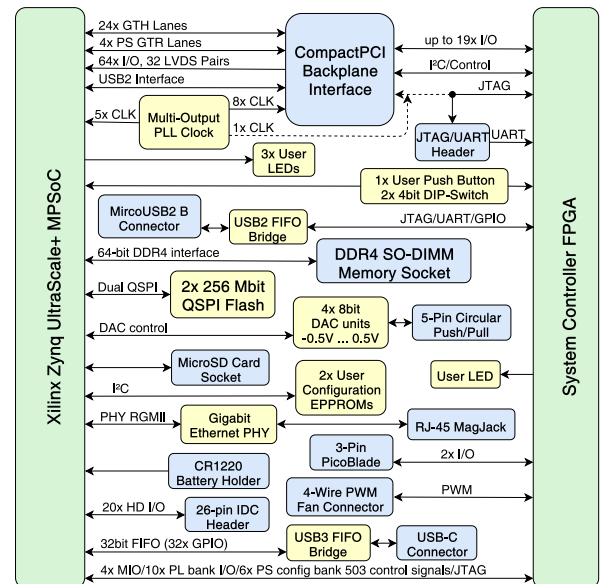 Xilinx Zynq UltraScale+ MPSoC
System Controller FPGA
24x GTH Lanes
4x PS GTR Lanes
64x I/O, 32 LVDS Pairs
USB2 Interface
CompactPCI
Backplane
Interface
up to 19x I/O
I²C/Control
JTAG
5x CLK
Multi-Output
PLL Clock
8x CLK
1x CLK
JTAG/UART
Header
UART
3x User
LEDs
1x User Push Button
2x 4bit DIP-Switch
MircoUSB2 B
Connector
USB2 FIFO
Bridge
JTAG/UART/GPIO
64-bit DDR4 interface
DDR4 SO-DIMM
Memory Socket
Dual QSPI
2x 256 Mbit
QSPI Flash
DAC control
4x 8bit
DAC units
-0.5V ... 0.5V
5-Pin Circular
Push/Pull
MicroSD Card
Socket
I²C
2x User
Configuration
EPPROMs
User LED
PHY RGMII
Gigabit
Ethernet PHY
RJ-45 MagJack
3-Pin
PicoBlade
2x I/O
CR1220
Battery Holder
4-Wire PWM
Fan Connector
PWM
20x HD I/O
26-pin IDC
Header
32bit FIFO (32x GPIO)
USB3 FIFO
Bridge
USB-C
Connector
4x MIO/10x PL bank I/O/6x PS config bank 503 control signals/JTAG